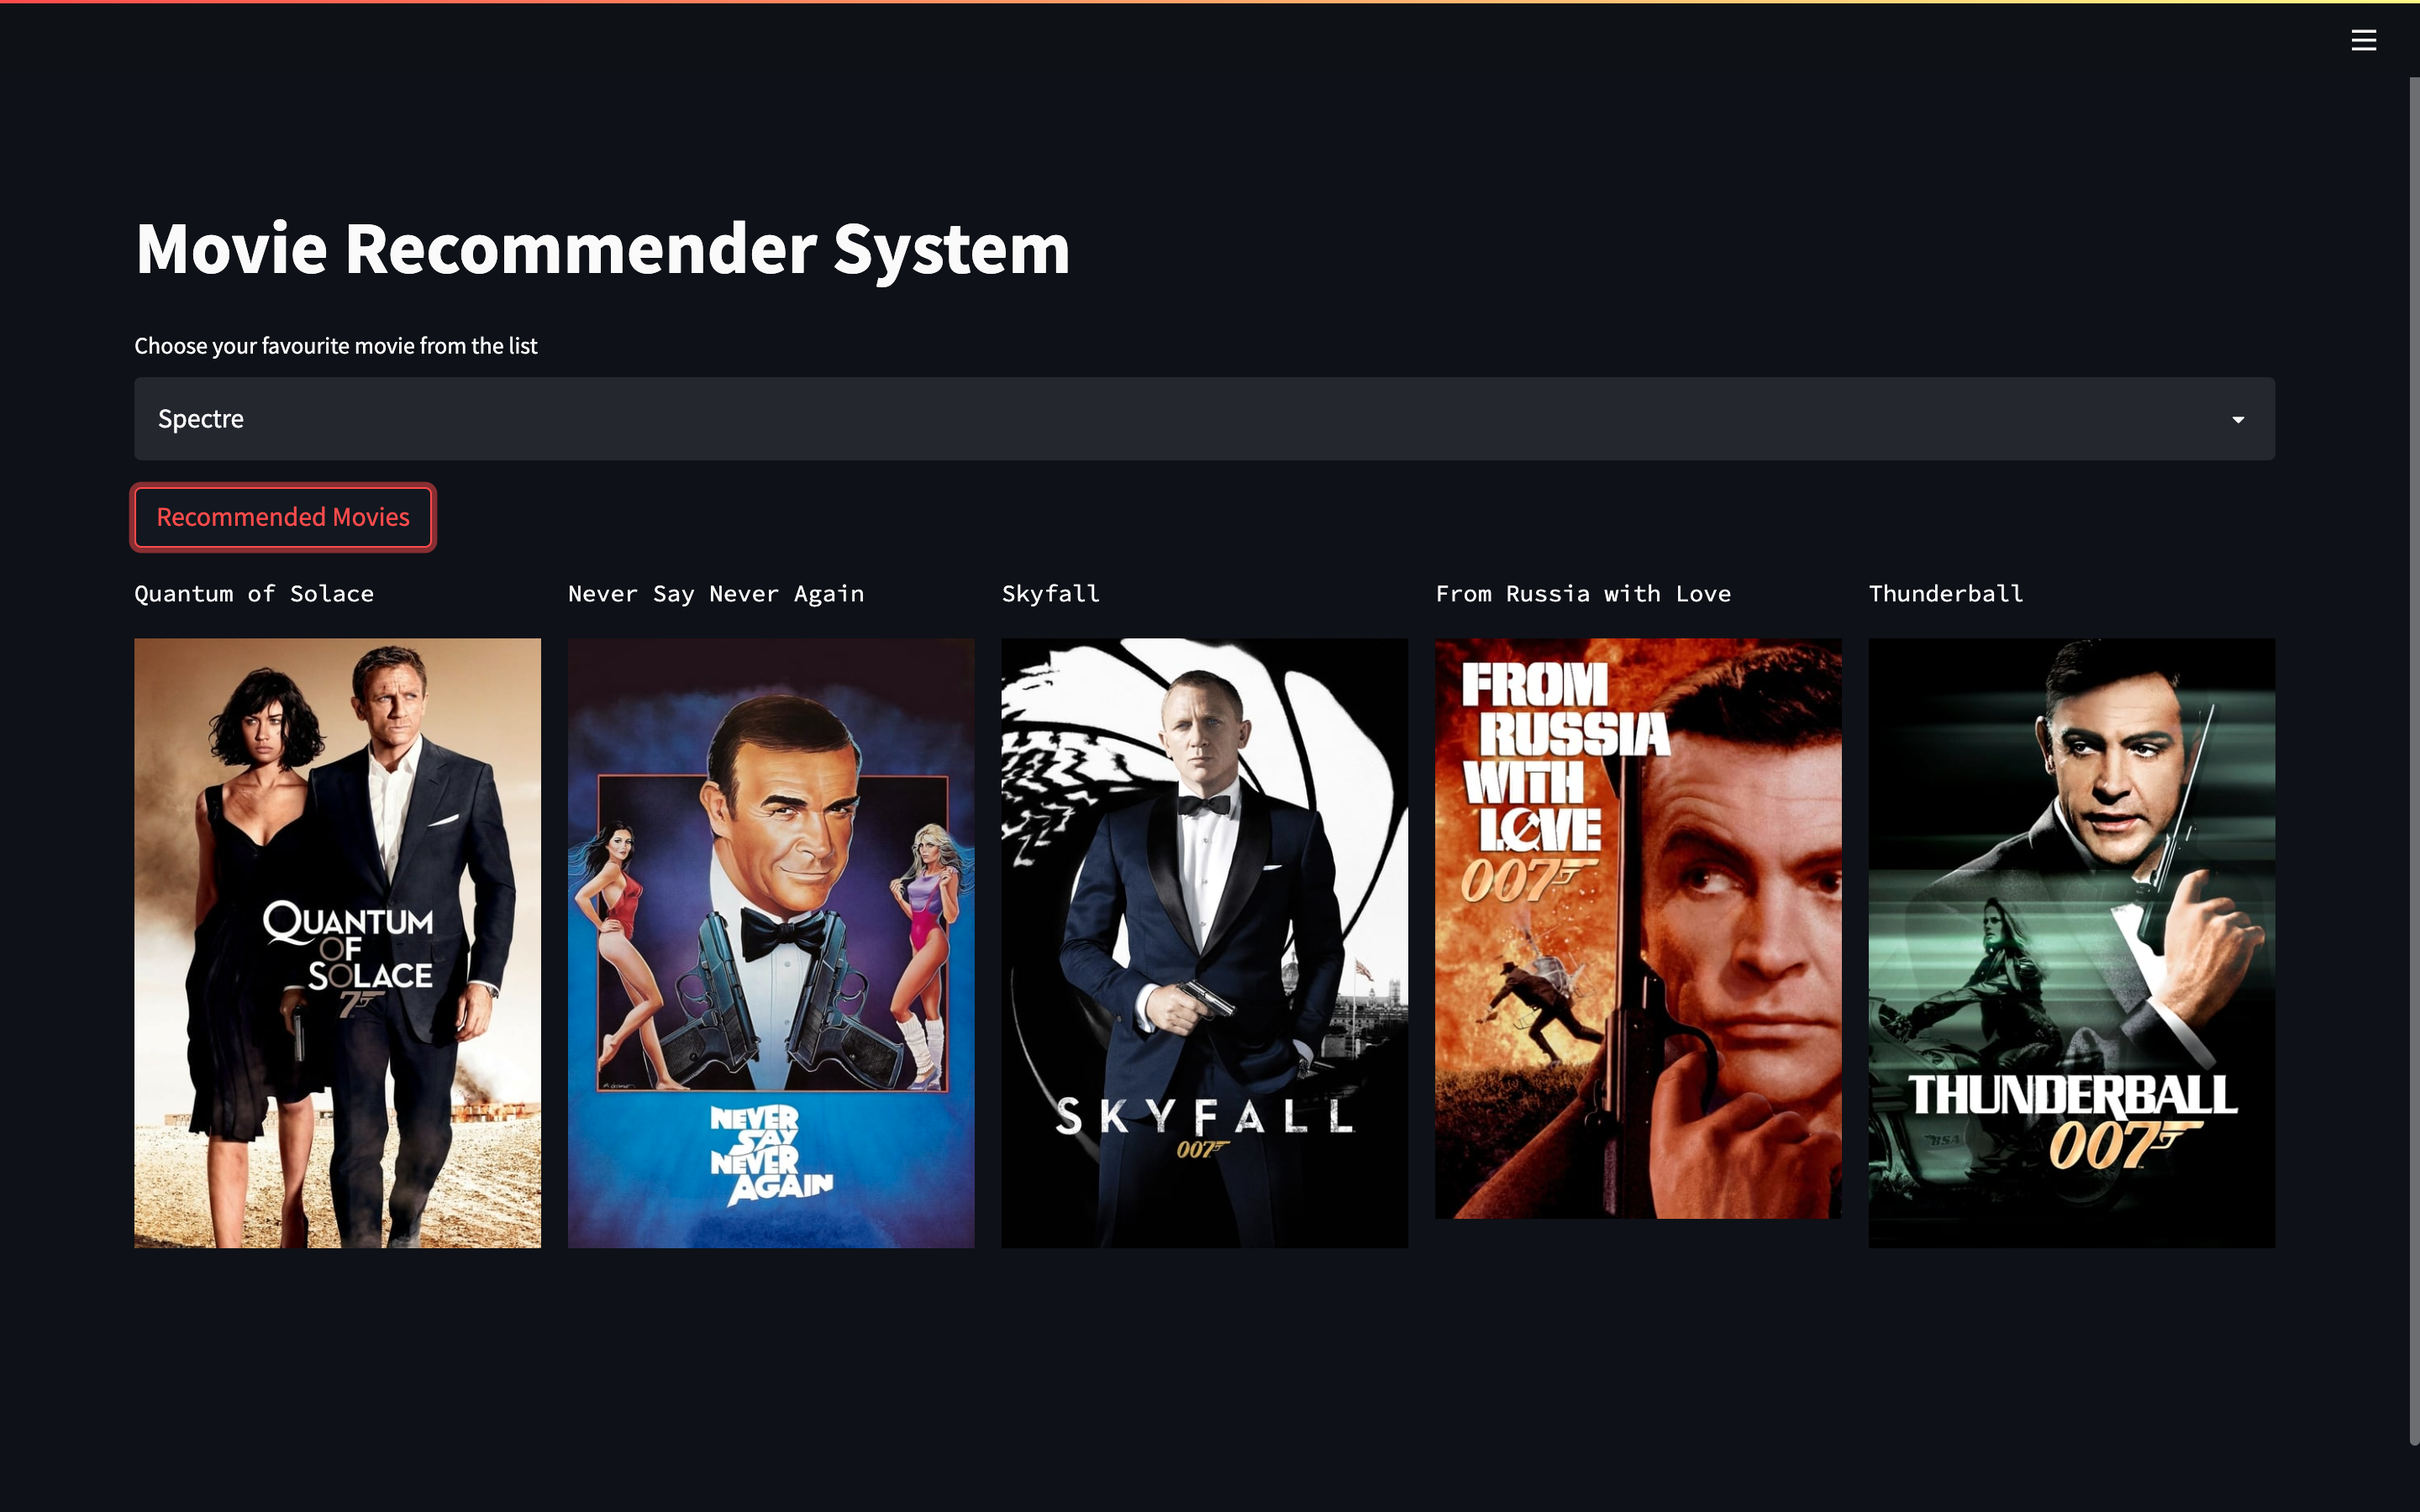 Movie Recommender System
Choose your favourite movie from the list
Spectre
Recommended Movies
Quantum of Solace
Never Say Never Again
Skyfall
From Russia with Love
Thunderball
QUANTUM
OF
SOLACE
7
NEVER
SAY
NEVER
AGAIN
SKYFALL
007
FROM
RUSSIA
WITH
LOVE
007
BSA
THUNDERBALL
007